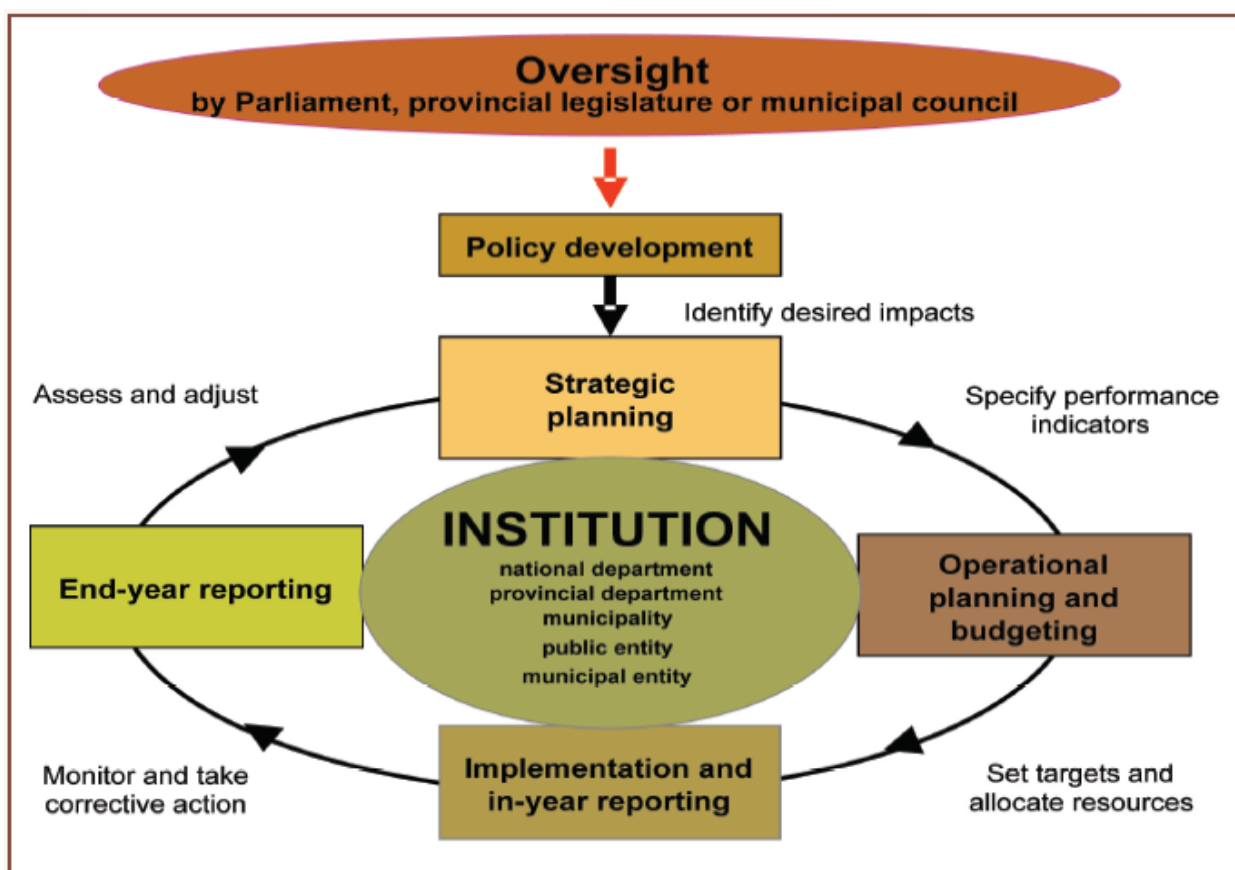 Oversight
by Parliament, provincial legislature or municipal council
Policy development
Identify desired impacts
Strategic
planning
Assess and adjust
Specify performance
indicators
INSTITUTION
national department
provincial department
municipality
public entity
municipal entity
End-year reporting
Operational
planning and
budgeting
Implementation and
in-year reporting
Monitor and take
corrective action
Set targets and
allocate resources